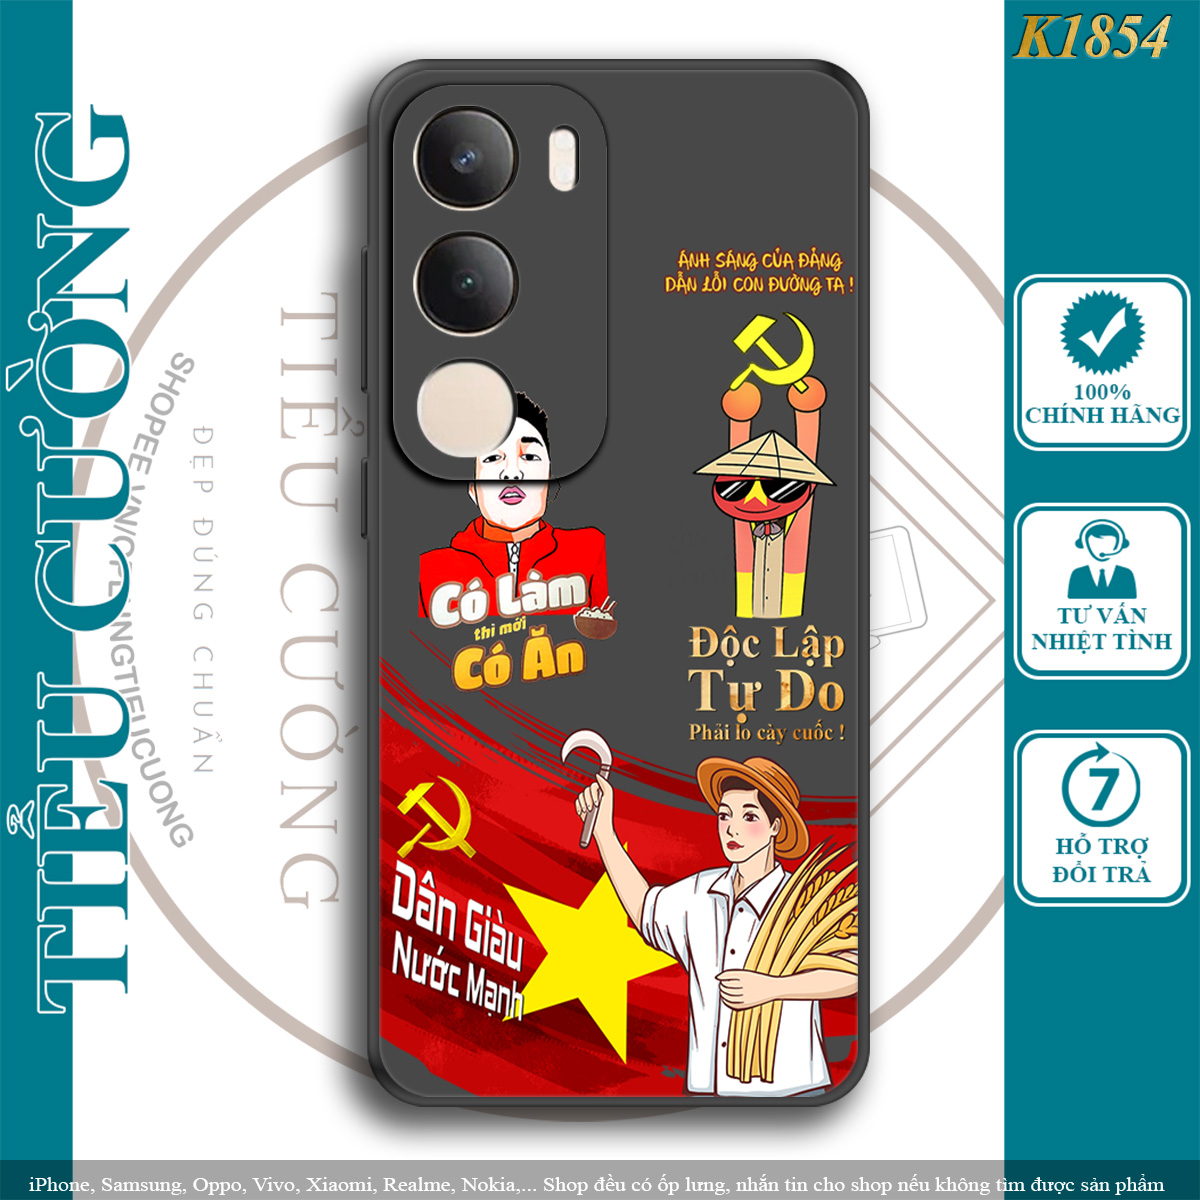 K1854
TIỂU CƯỜNG
TIỂU CƯỜNG
ĐẸP ĐÚNG CHUẨN
ÁNH SÁNG CỦA ĐẢNG
DẪN LỖI CON ĐƯỜNG TA !
Có Làm
thì mới
Có Ăn
Độc Lập
Tự Do
Phải lo cày cuốc !
Dân Giàu
Nước Mạnh
100%
CHÍNH HÃNG
TƯ VẤN
NHIỆT TÌNH
7
HỖ TRỢ
ĐỔI TRẢ
iPhone, Samsung, Oppo, Vivo, Xiaomi, Realme, Nokia,... Shop đều có ốp lưng, nhắn tin cho shop nếu không tìm được sản phẩm